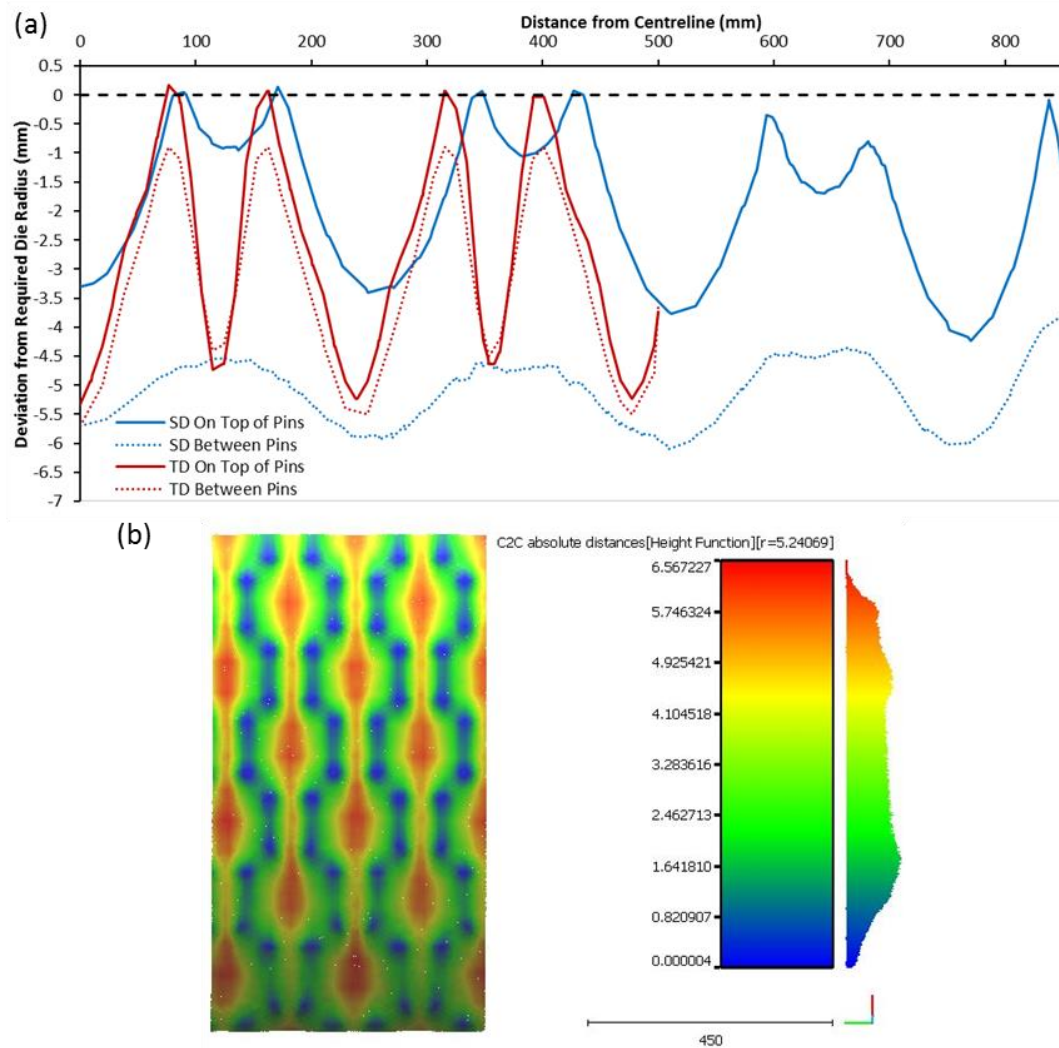 (a)
Distance from Centreline (mm)
0 100 200 300 400 500 600 700 800
Deviation from Required Die Radius (mm)
0.5
0
-0.5
-1
-1.5
-2
-2.5
-3
-3.5
-4
-4.5
-5
-5.5
-6
-6.5
-7
SD On Top of Pins
SD Between Pins
TD On Top of Pins
TD Between Pins
(b)
C2C absolute distances[Height Function][r=5.24069]
6.567227
5.746324
4.925421
4.104518
3.283616
2.462713
1.641810
0.820907
0.000004
450